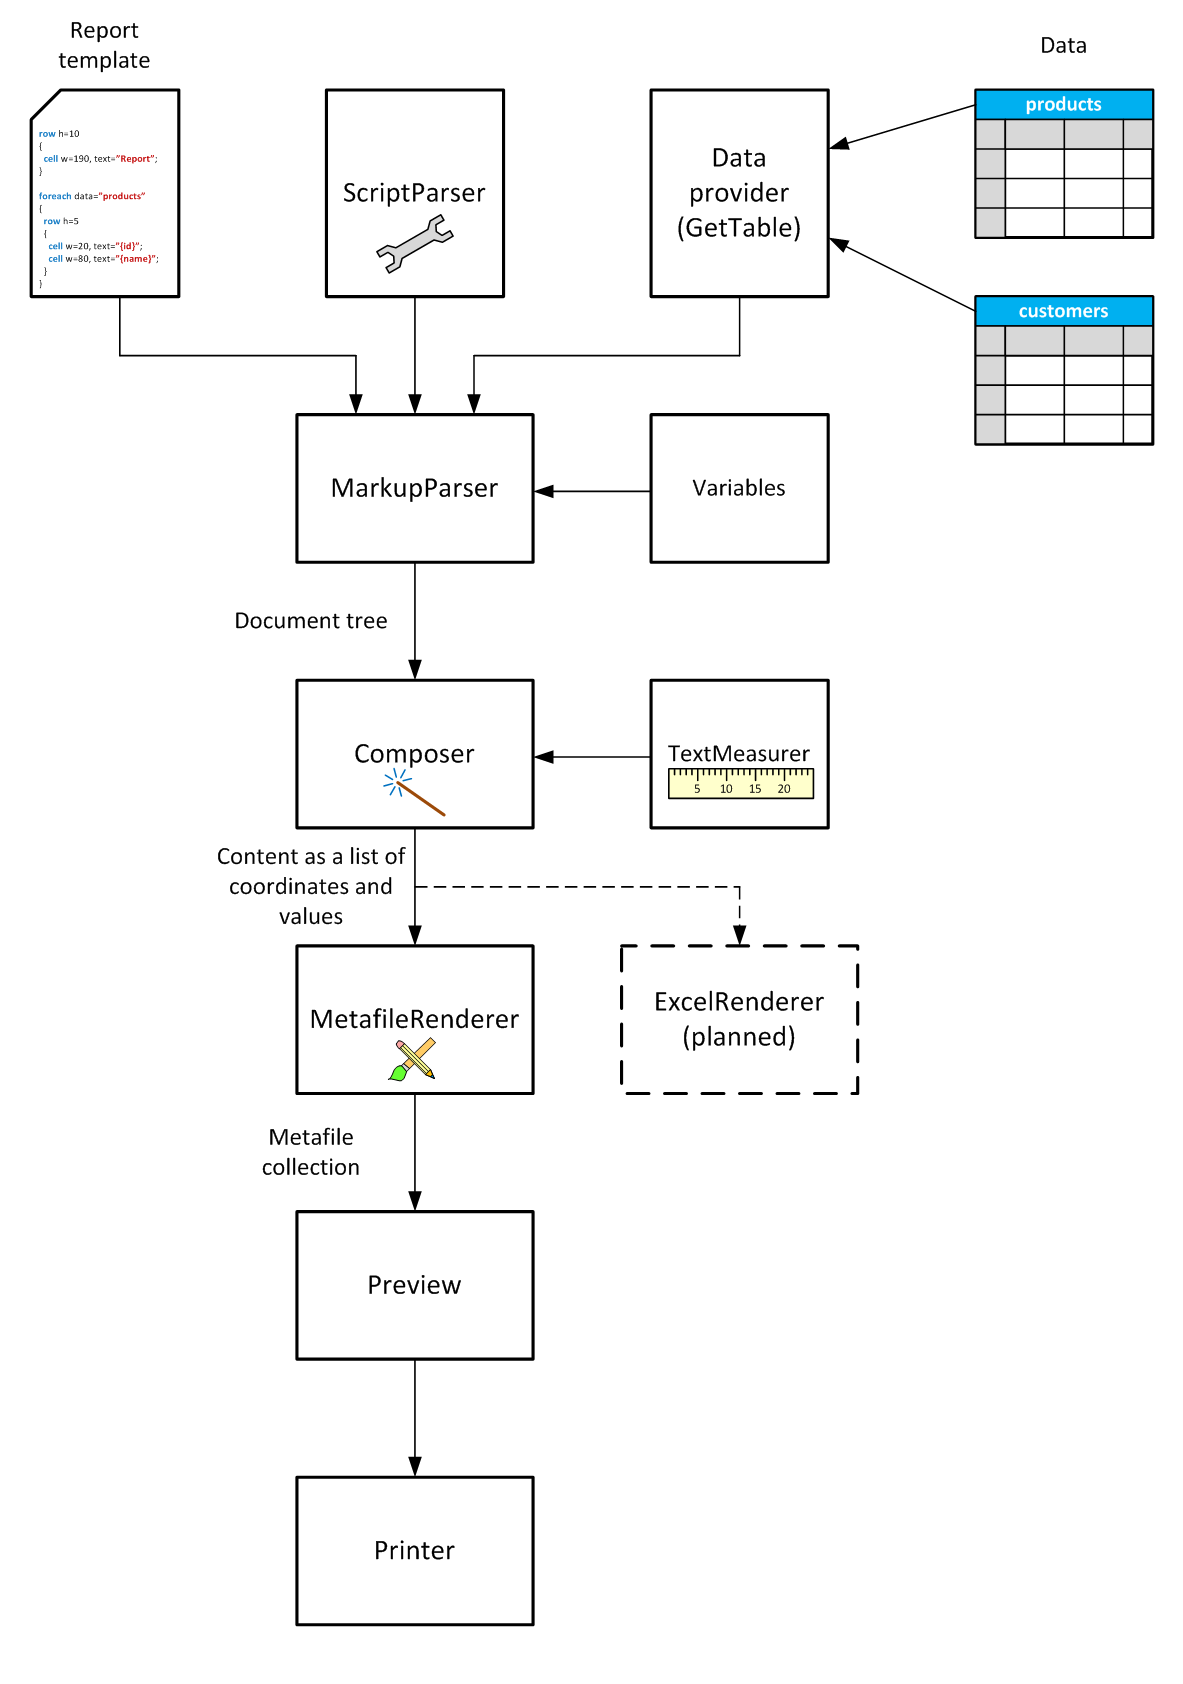 Report
template
Data
row h=10
{
cell w=190, text="Report";
}
foreach data="products"
{
row h=5
{
cell w=20, text="{id}";
cell w=80, text="{name}";
}
}
ScriptParser
Data
provider
(GetTable)
products
customers
MarkupParser
Variables
Document tree
Composer
TextMeasurer
5 10 15 20
Content as a list of
coordinates and
values
MetafileRenderer
ExcelRenderer
(planned)
Metafile
collection
Preview
Printer